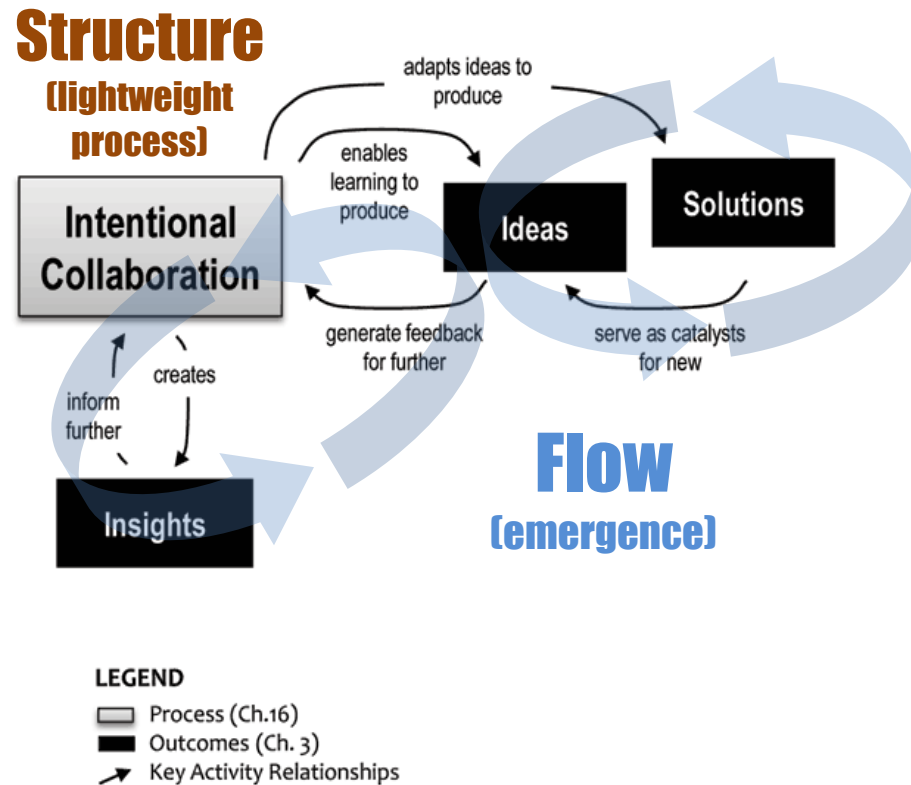 Structure
(lightweight
process)
adapts ideas to
produce
enables
learning to
produce
Intentional
Collaboration
Ideas
Solutions
generate feedback
for further
serve as catalysts
for new
creates
inform
further
Insights
Flow
(emergence)
LEGEND
Process (Ch.16)
Outcomes (Ch. 3)
Key Activity Relationships